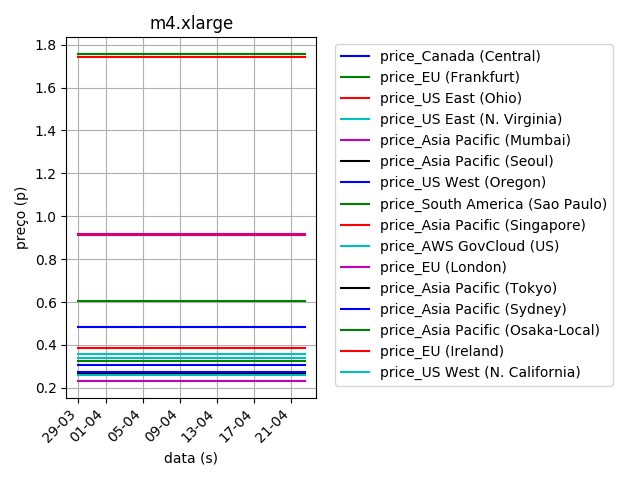 m4.xlarge
1.8
1.6
1.4
1.2
1.0
0.8
0.6
0.4
0.2
preço (p)
29-03
01-04
05-04
09-04
13-04
17-04
21-04
data (s)
price_Canada (Central)
price_EU (Frankfurt)
price_US East (Ohio)
price_US East (N. Virginia)
price_Asia Pacific (Mumbai)
price_Asia Pacific (Seoul)
price_US West (Oregon)
price_South America (Sao Paulo)
price_Asia Pacific (Singapore)
price_AWS GovCloud (US)
price_EU (London)
price_Asia Pacific (Tokyo)
price_Asia Pacific (Sydney)
price_Asia Pacific (Osaka-Local)
price_EU (Ireland)
price_US West (N. California)